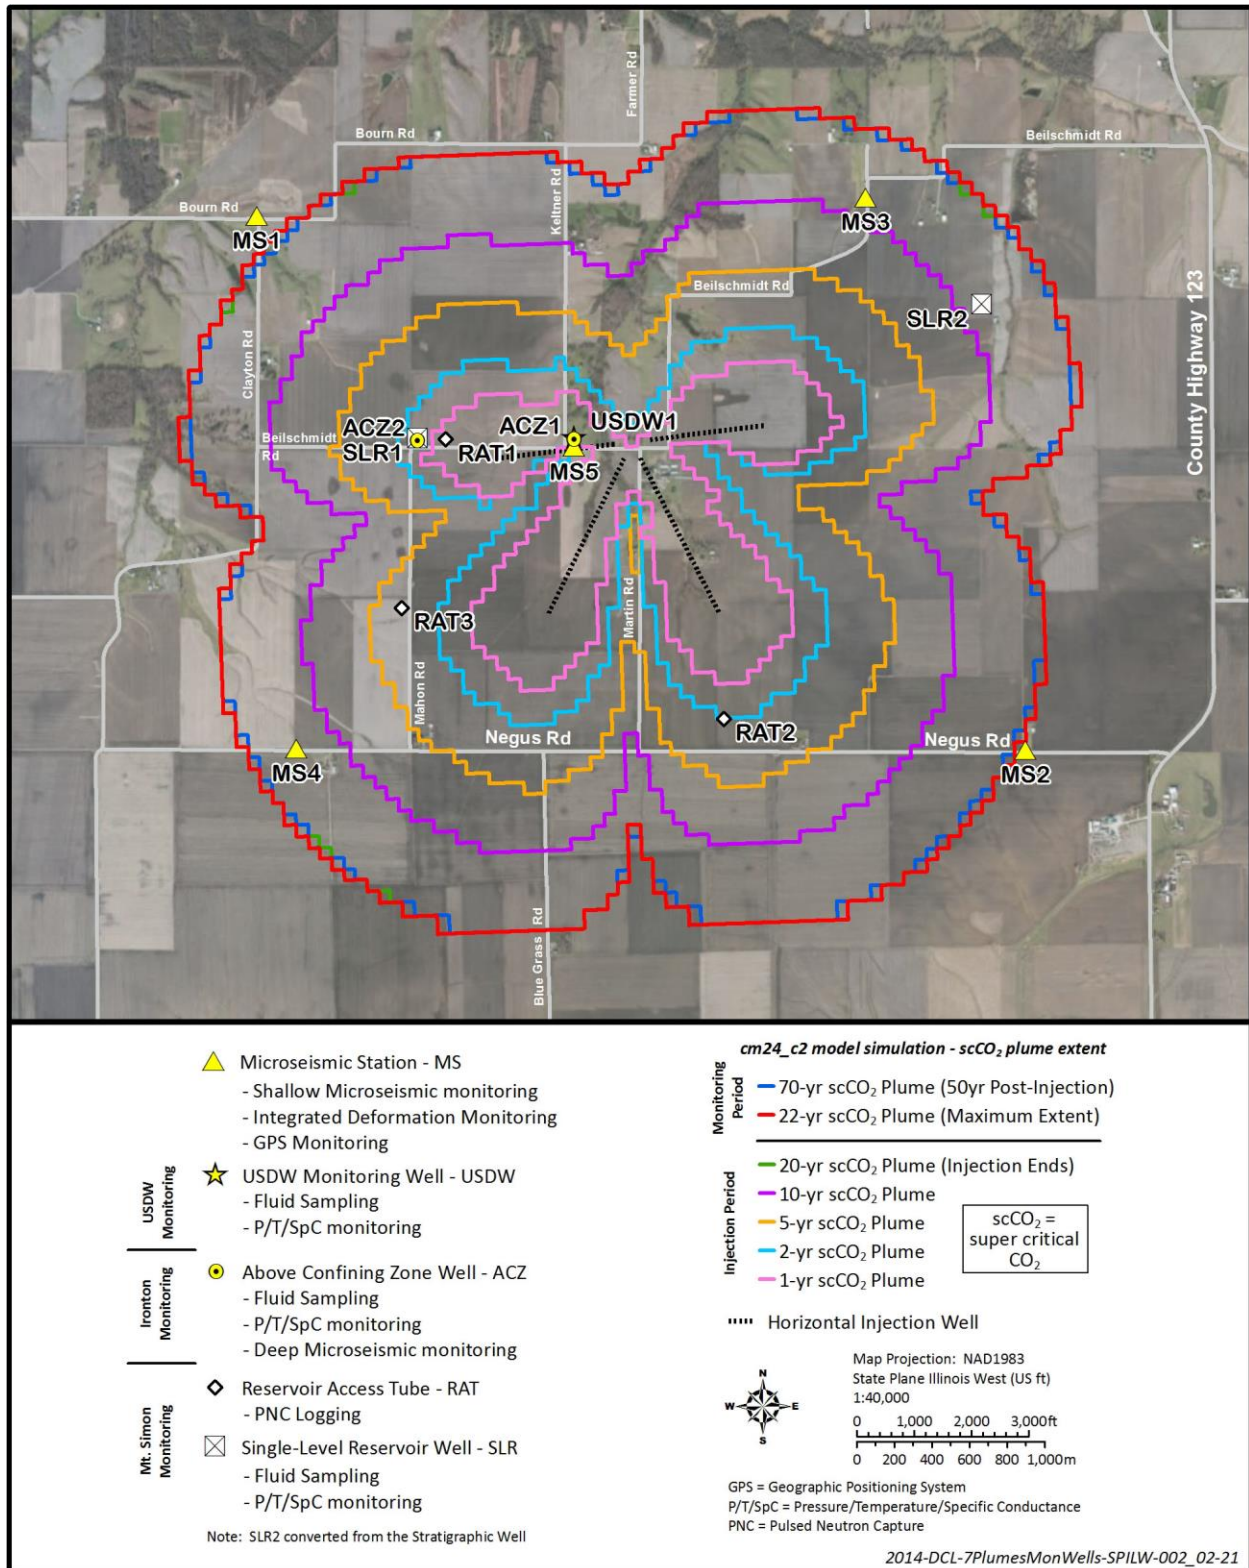 Farmer Rd
Bourn Rd
Beilschmidt Rd
Keltner Rd
Bourn Rd
MS1
MS3
Beilschmidt Rd
SLR2
Clayton Rd
County Highway 123
ACZ2
ACZ1
USDW1
Beilschmidt
Rd
SLR1
RAT1
MS5
Martin Rd
RAT3
Mahon Rd
RAT2
Negus Rd
Negus Rd
MS4
MS2
Blue Grass Rd
Microseismic Station - MS
- Shallow Microseismic monitoring
- Integrated Deformation Monitoring
- GPS Monitoring
USDW
Monitoring
USDW Monitoring Well - USDW
- Fluid Sampling
- P/T/SpC monitoring
Ironton
Monitoring
Above Confining Zone Well - ACZ
- Fluid Sampling
- P/T/SpC monitoring
- Deep Microseismic monitoring
Mt. Simon
Monitoring
Reservoir Access Tube - RAT
- PNC Logging
Single-Level Reservoir Well - SLR
- Fluid Sampling
- P/T/SpC monitoring
Note: SLR2 converted from the Stratigraphic Well
cm24_c2 model simulation - scCO₂ plume extent
Monitoring
Period
70-yr scCO₂ Plume (50yr Post-Injection)
22-yr scCO₂ Plume (Maximum Extent)
Injection Period
20-yr scCO₂ Plume (Injection Ends)
10-yr scCO₂ Plume
5-yr scCO₂ Plume
2-yr scCO₂ Plume
1-yr scCO₂ Plume
scCO₂ =
super critical
CO₂
Horizontal Injection Well
N
W
E
S
Map Projection: NAD1983
State Plane Illinois West (US ft)
1:40,000
0 1,000 2,000 3,000ft
0 200 400 600 800 1,000m
GPS = Geographic Positioning System
P/T/SpC = Pressure/Temperature/Specific Conductance
PNC = Pulsed Neutron Capture
2014-DCL-7PlumesMonWells-SPILW-002_02-21